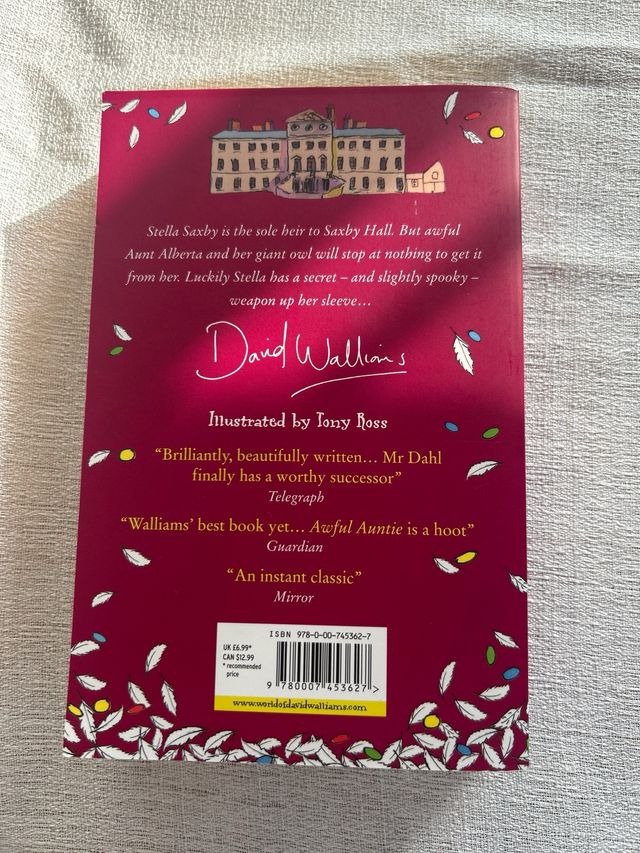 Stella Saxby is the sole heir to Saxby Hall. But awful
Aunt Alberta and her giant owl will stop at nothing to get it
from her. Luckily Stella has a secret – and slightly spooky –
weapon up her sleeve…
David Walliams
Illustrated by Tony Ross
“Brilliantly, beautifully written… Mr Dahl
finally has a worthy successor”
Telegraph
“Walliams’ best book yet… Awful Auntie is a hoot”
Guardian
“An instant classic”
Mirror
ISBN 978-0-00-745362-7
UK £6.99*
CAN $12.99
* recommended
price
9 780007 453627 >
www.worldofdavidwalliams.com